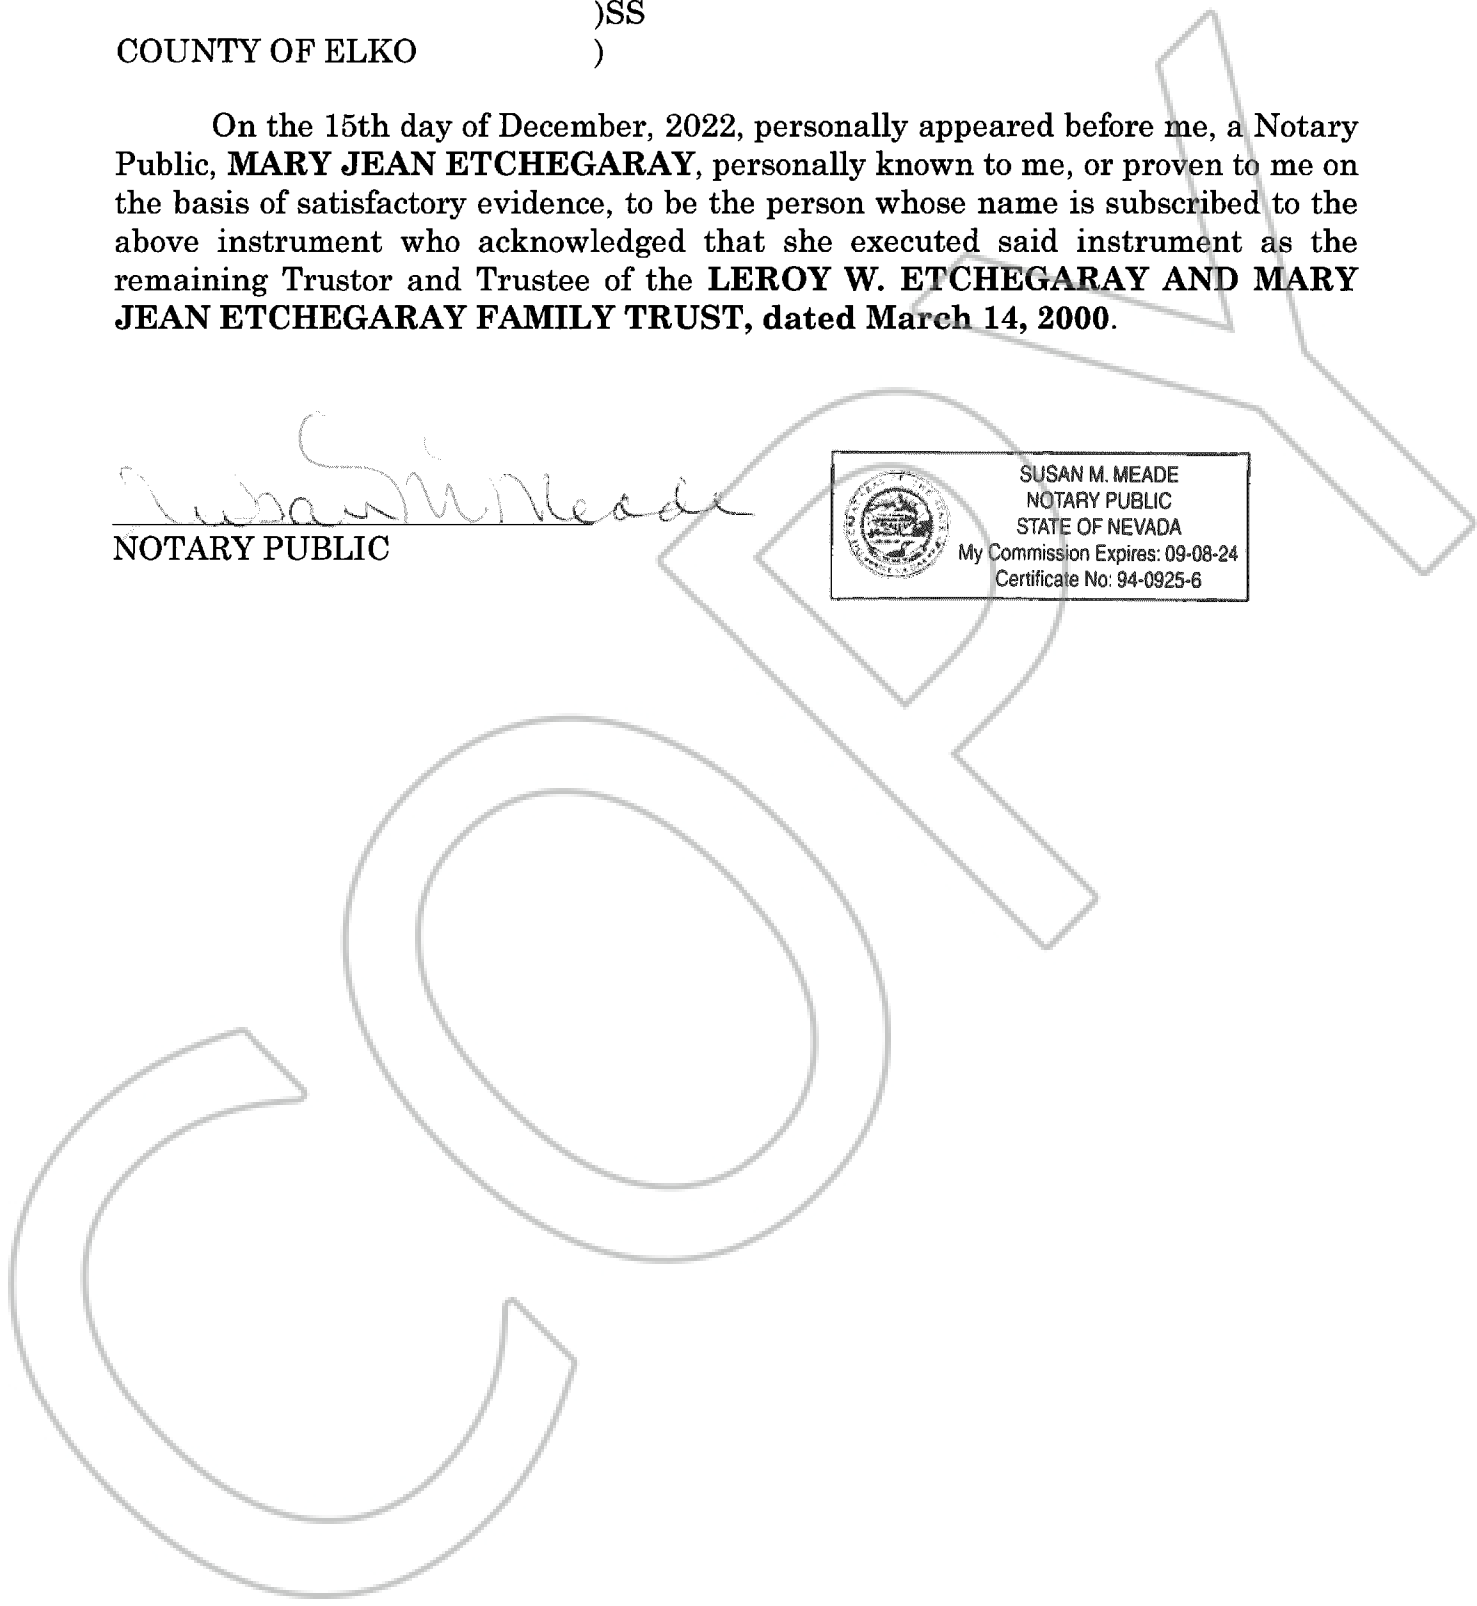 )SS
COUNTY OF ELKO )
On the 15th day of December, 2022, personally appeared before me, a Notary
Public, MARY JEAN ETCHEGARAY, personally known to me, or proven to me on
the basis of satisfactory evidence, to be the person whose name is subscribed to the
above instrument who acknowledged that she executed said instrument as the
remaining Trustor and Trustee of the LEROY W. ETCHEGARAY AND MARY
JEAN ETCHEGARAY FAMILY TRUST, dated March 14, 2000.
Susan M. Meade
NOTARY PUBLIC
SUSAN M. MEADE
NOTARY PUBLIC
STATE OF NEVADA
My Commission Expires: 09-08-24
Certificate No: 94-0925-6
COPY